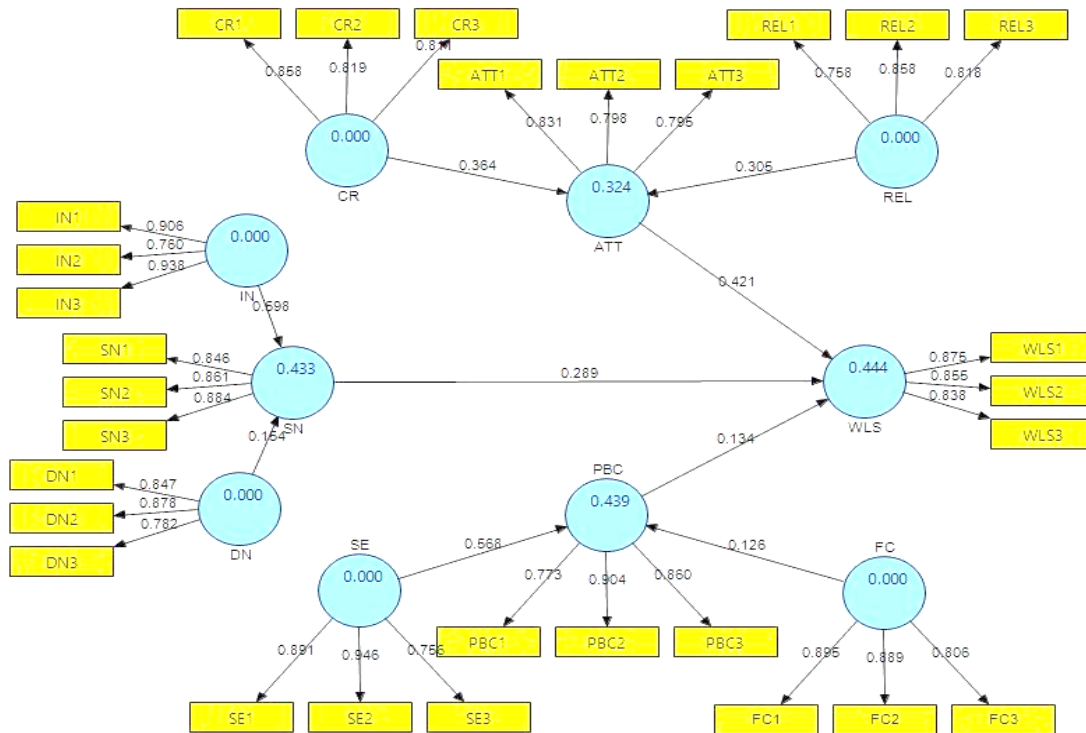 CR1 CR2 CR3
REL1 REL2 REL3
0.858 0.819 0.811
0.758 0.858 0.818
ATT1 ATT2 ATT3
0.831 0.798 0.795
0.000
CR
0.364
0.324
ATT
0.305
0.000
REL
IN1
IN2
IN3
0.906
0.760
0.938
0.000
IN
0.598
0.421
SN1
SN2
SN3
0.846
0.861
0.884
0.433
SN
0.289
0.444
WLS
0.875
0.855
0.838
WLS1
WLS2
WLS3
0.154
0.134
DN1
DN2
DN3
0.847
0.878
0.782
0.000
DN
PBC
0.439
SE
0.000
0.568
0.126
FC
0.000
0.773 0.904 0.860
PBC1 PBC2 PBC3
0.891 0.946 0.756
0.895 0.889 0.806
SE1 SE2 SE3
FC1 FC2 FC3